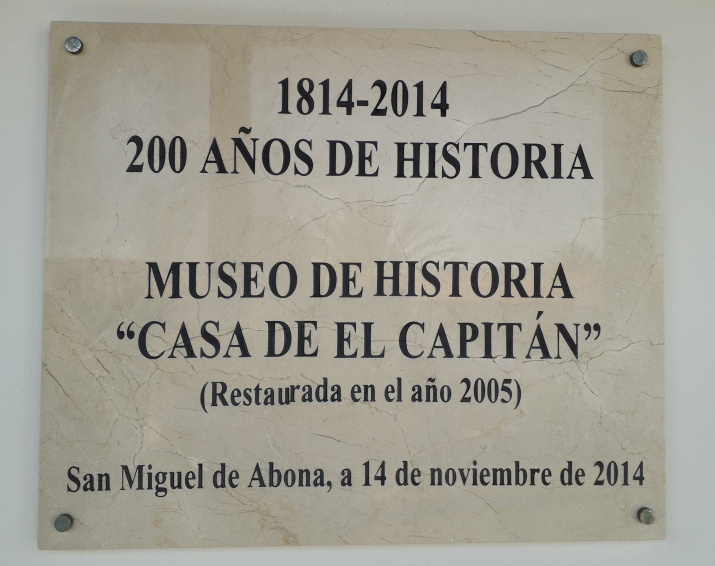 1814-2014
200 AÑOS DE HISTORIA
MUSEO DE HISTORIA
“CASA DE EL CAPITÁN”
(Restaurada en el año 2005)
San Miguel de Abona, a 14 de noviembre de 2014